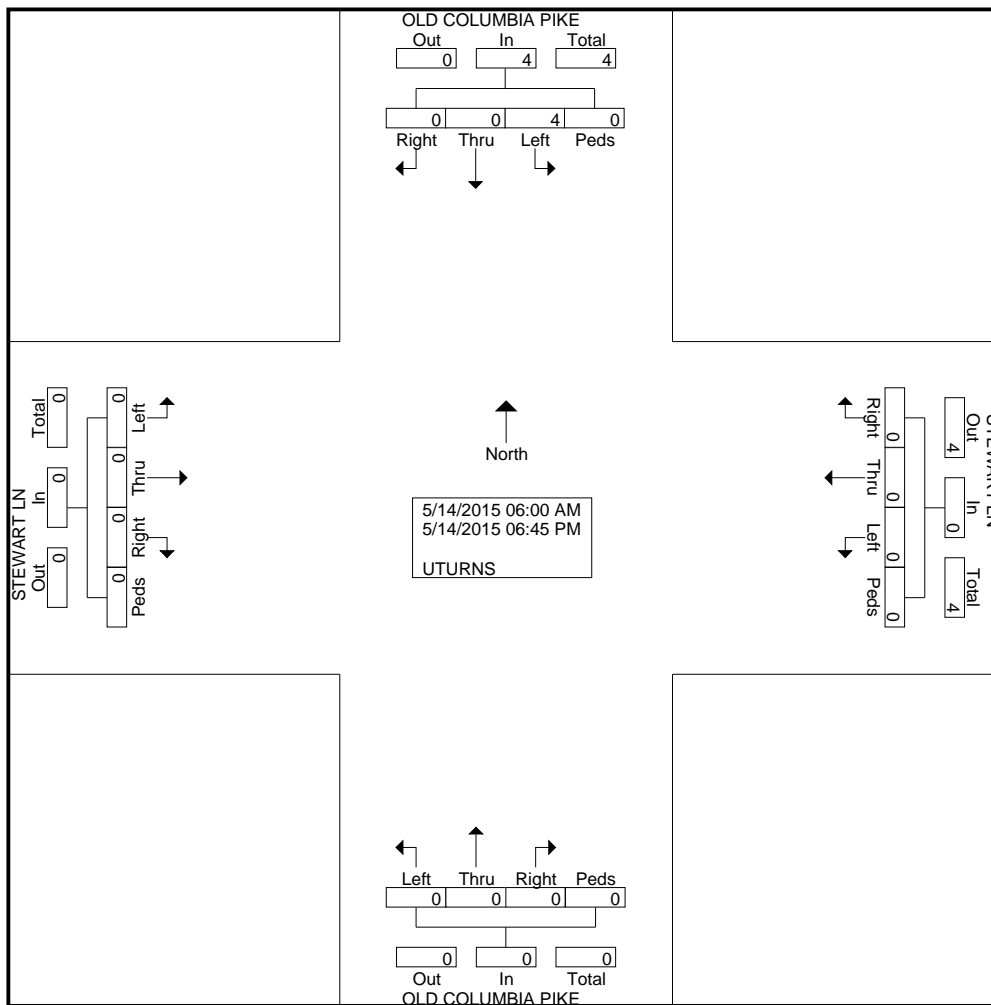 OLD COLUMBIA PIKE
Out In Total
0 4 4
0 0 4 0
Right Thru Left Peds
STEWART LN
Total In Out
0 0 0
0 0 0 0
Left Thru Right Peds
North
5/14/2015 06:00 AM
5/14/2015 06:45 PM
UTURNS
STEWART LN
Out In Total
4 0 4
0 0 0 0
Right Thru Left Peds
Left Thru Right Peds
0 0 0 0
0 0 0
Out In Total
OLD COLUMBIA PIKE